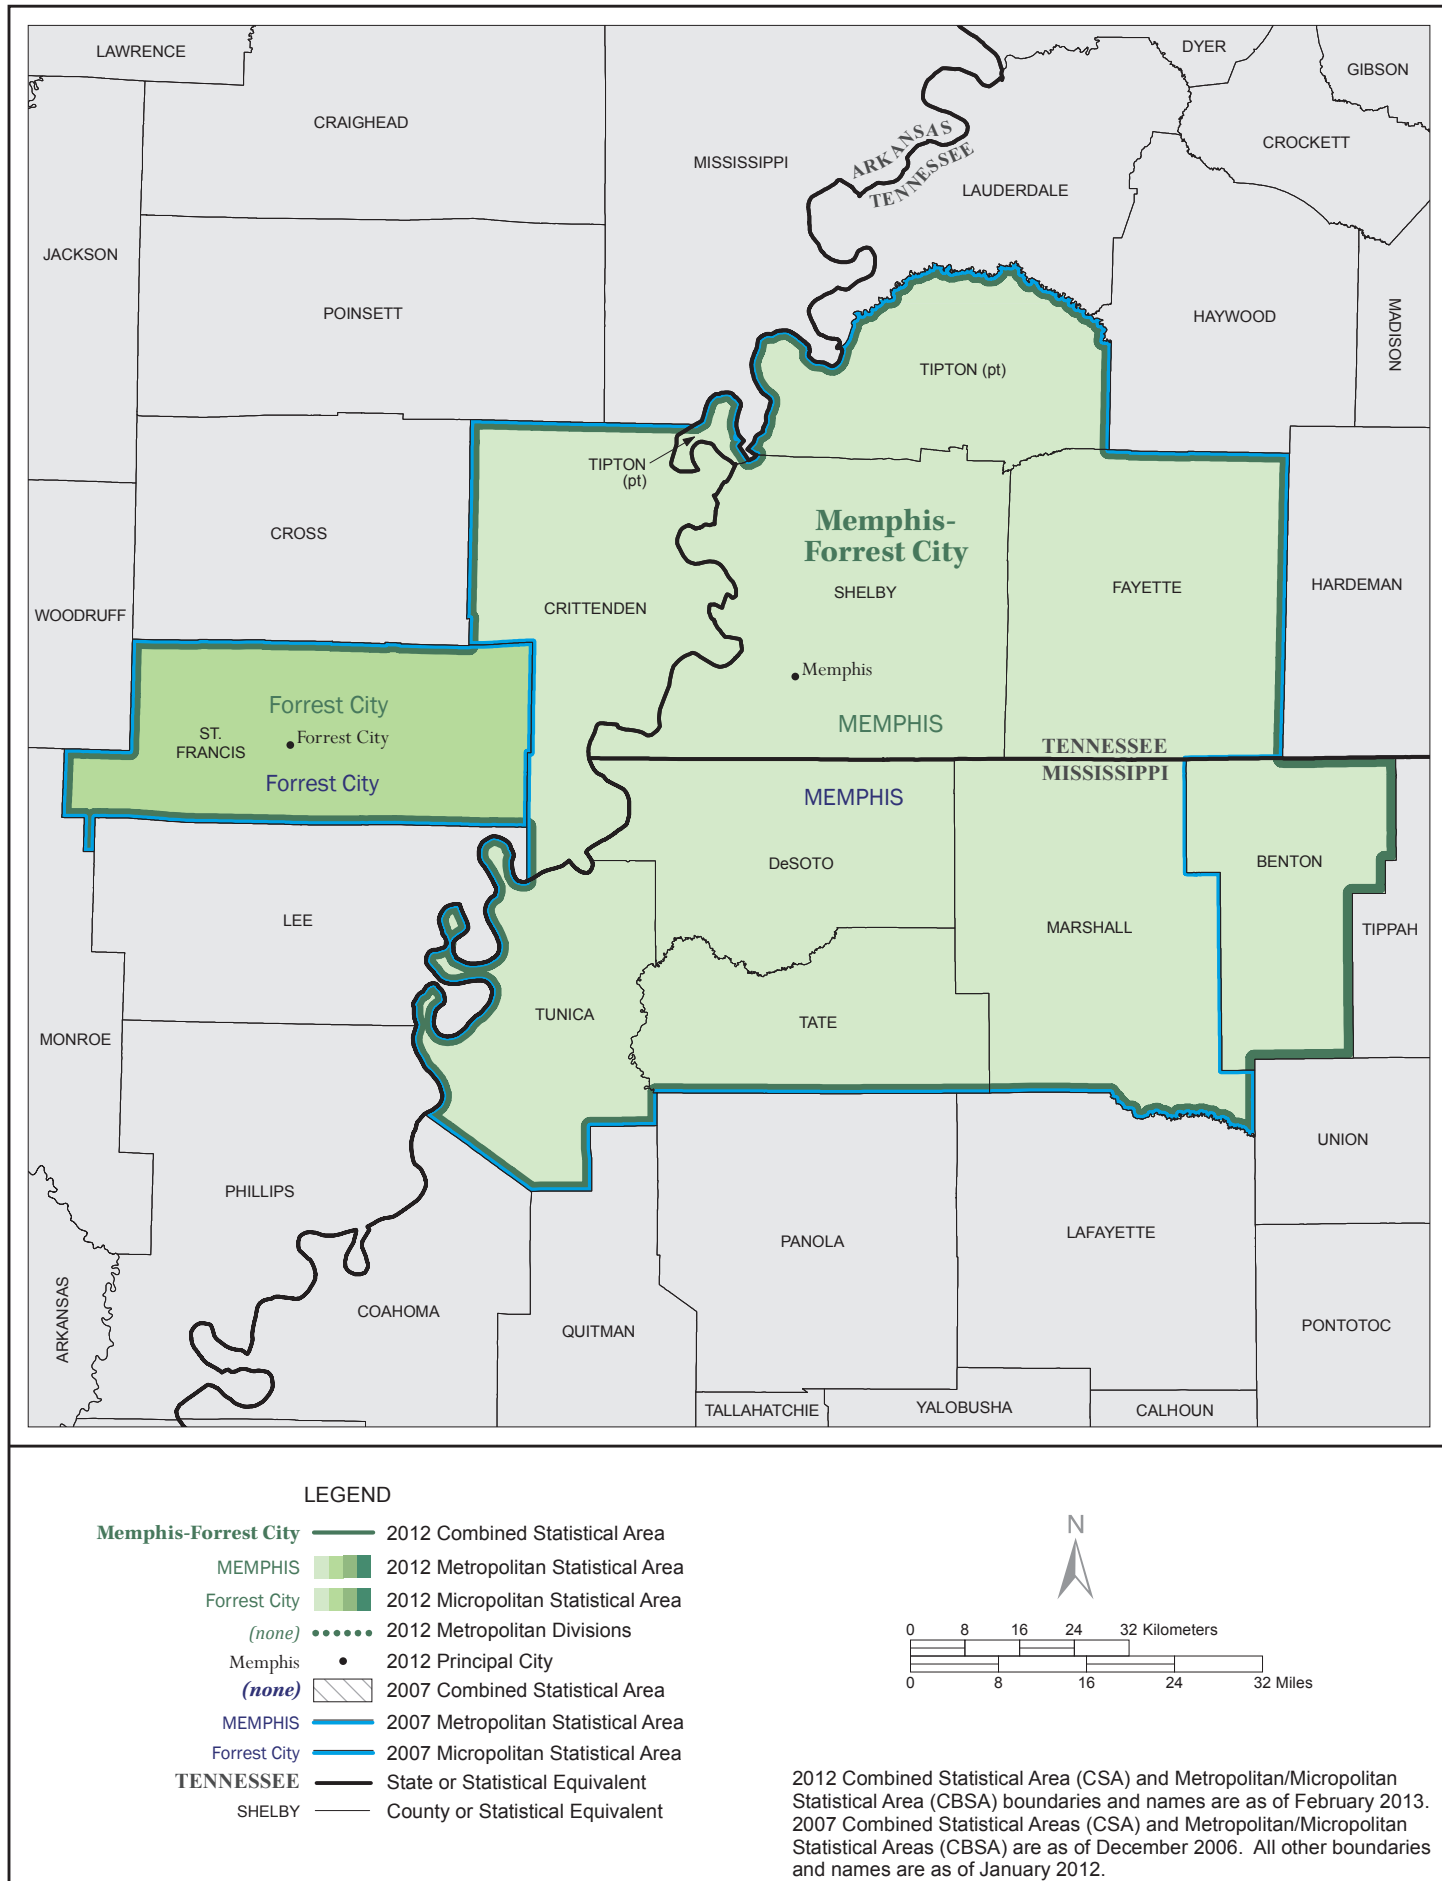 LAWRENCE
DYER
GIBSON
CRAIGHEAD
CROCKETT
MISSISSIPPI
ARKANSAS
TENNESSEE
LAUDERDALE
JACKSON
POINSETT
HAYWOOD
MADISON
TIPTON (pt)
TIPTON
(pt)
CROSS
Memphis-
Forrest City
SHELBY
FAYETTE
HARDEMAN
WOODRUFF
CRITTENDEN
Memphis
Forrest City
ST.
FRANCIS
Forrest City
Forrest City
MEMPHIS
TENNESSEE
MISSISSIPPI
MEMPHIS
DeSOTO
BENTON
LEE
MARSHALL
TIPPAH
TUNICA
TATE
MONROE
UNION
PHILLIPS
PANOLA
LAFAYETTE
ARKANSAS
COAHOMA
QUITMAN
PONTOTOC
TALLAHATCHIE
YALOBUSHA
CALHOUN
LEGEND
Memphis-Forrest City 2012 Combined Statistical Area
MEMPHIS 2012 Metropolitan Statistical Area
Forrest City 2012 Micropolitan Statistical Area
(none) 2012 Metropolitan Divisions
Memphis 2012 Principal City
(none) 2007 Combined Statistical Area
MEMPHIS 2007 Metropolitan Statistical Area
Forrest City 2007 Micropolitan Statistical Area
TENNESSEE State or Statistical Equivalent
SHELBY County or Statistical Equivalent
N
0 8 16 24 32 Kilometers
0 8 16 24 32 Miles
2012 Combined Statistical Area (CSA) and Metropolitan/Micropolitan
Statistical Area (CBSA) boundaries and names are as of February 2013.
2007 Combined Statistical Areas (CSA) and Metropolitan/Micropolitan
Statistical Areas (CBSA) are as of December 2006. All other boundaries
and names are as of January 2012.